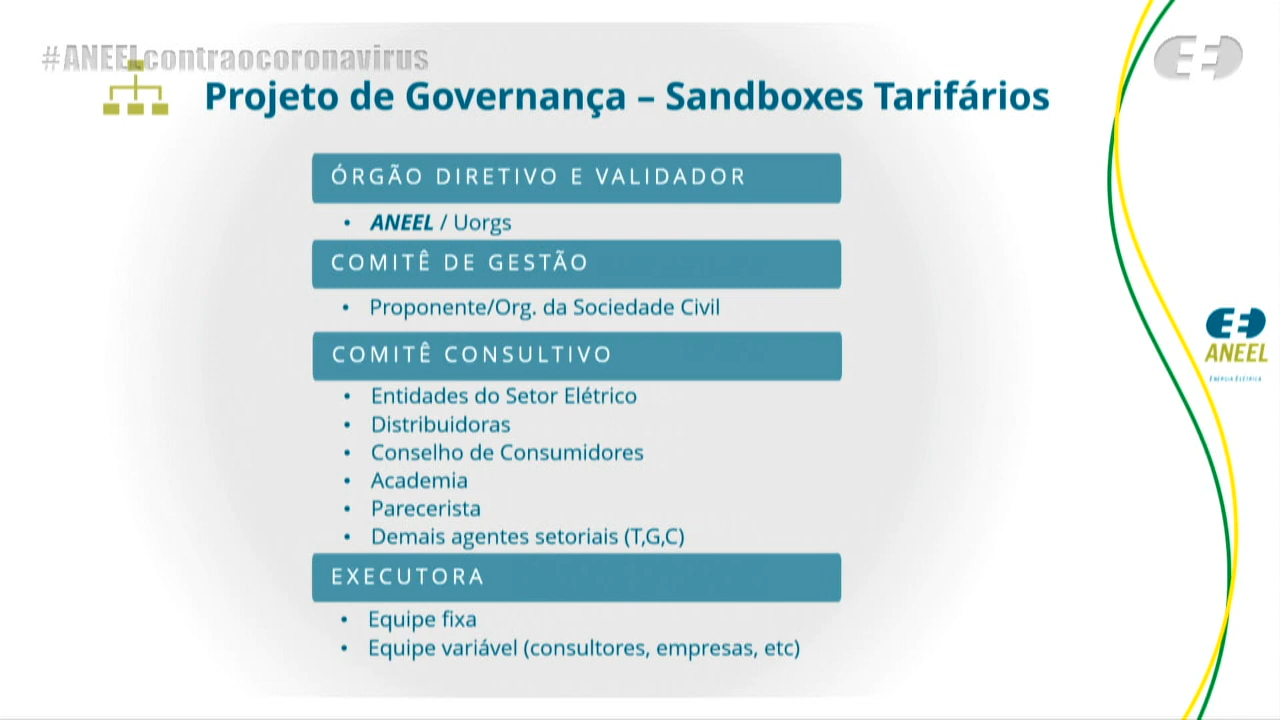 #ANEELcontraocoronavirus
Projeto de Governança – Sandboxes Tarifários
ÓRGÃO DIRETIVO E VALIDADOR
• ANEEL / Uorgs
COMITÊ DE GESTÃO
• Proponente/Org. da Sociedade Civil
COMITÊ CONSULTIVO
• Entidades do Setor Elétrico
• Distribuidoras
• Conselho de Consumidores
• Academia
• Parecerista
• Demais agentes setoriais (T,G,C)
EXECUTORA
• Equipe fixa
• Equipe variável (consultores, empresas, etc)
ANEEL
ENERGIA ELÉTRICA